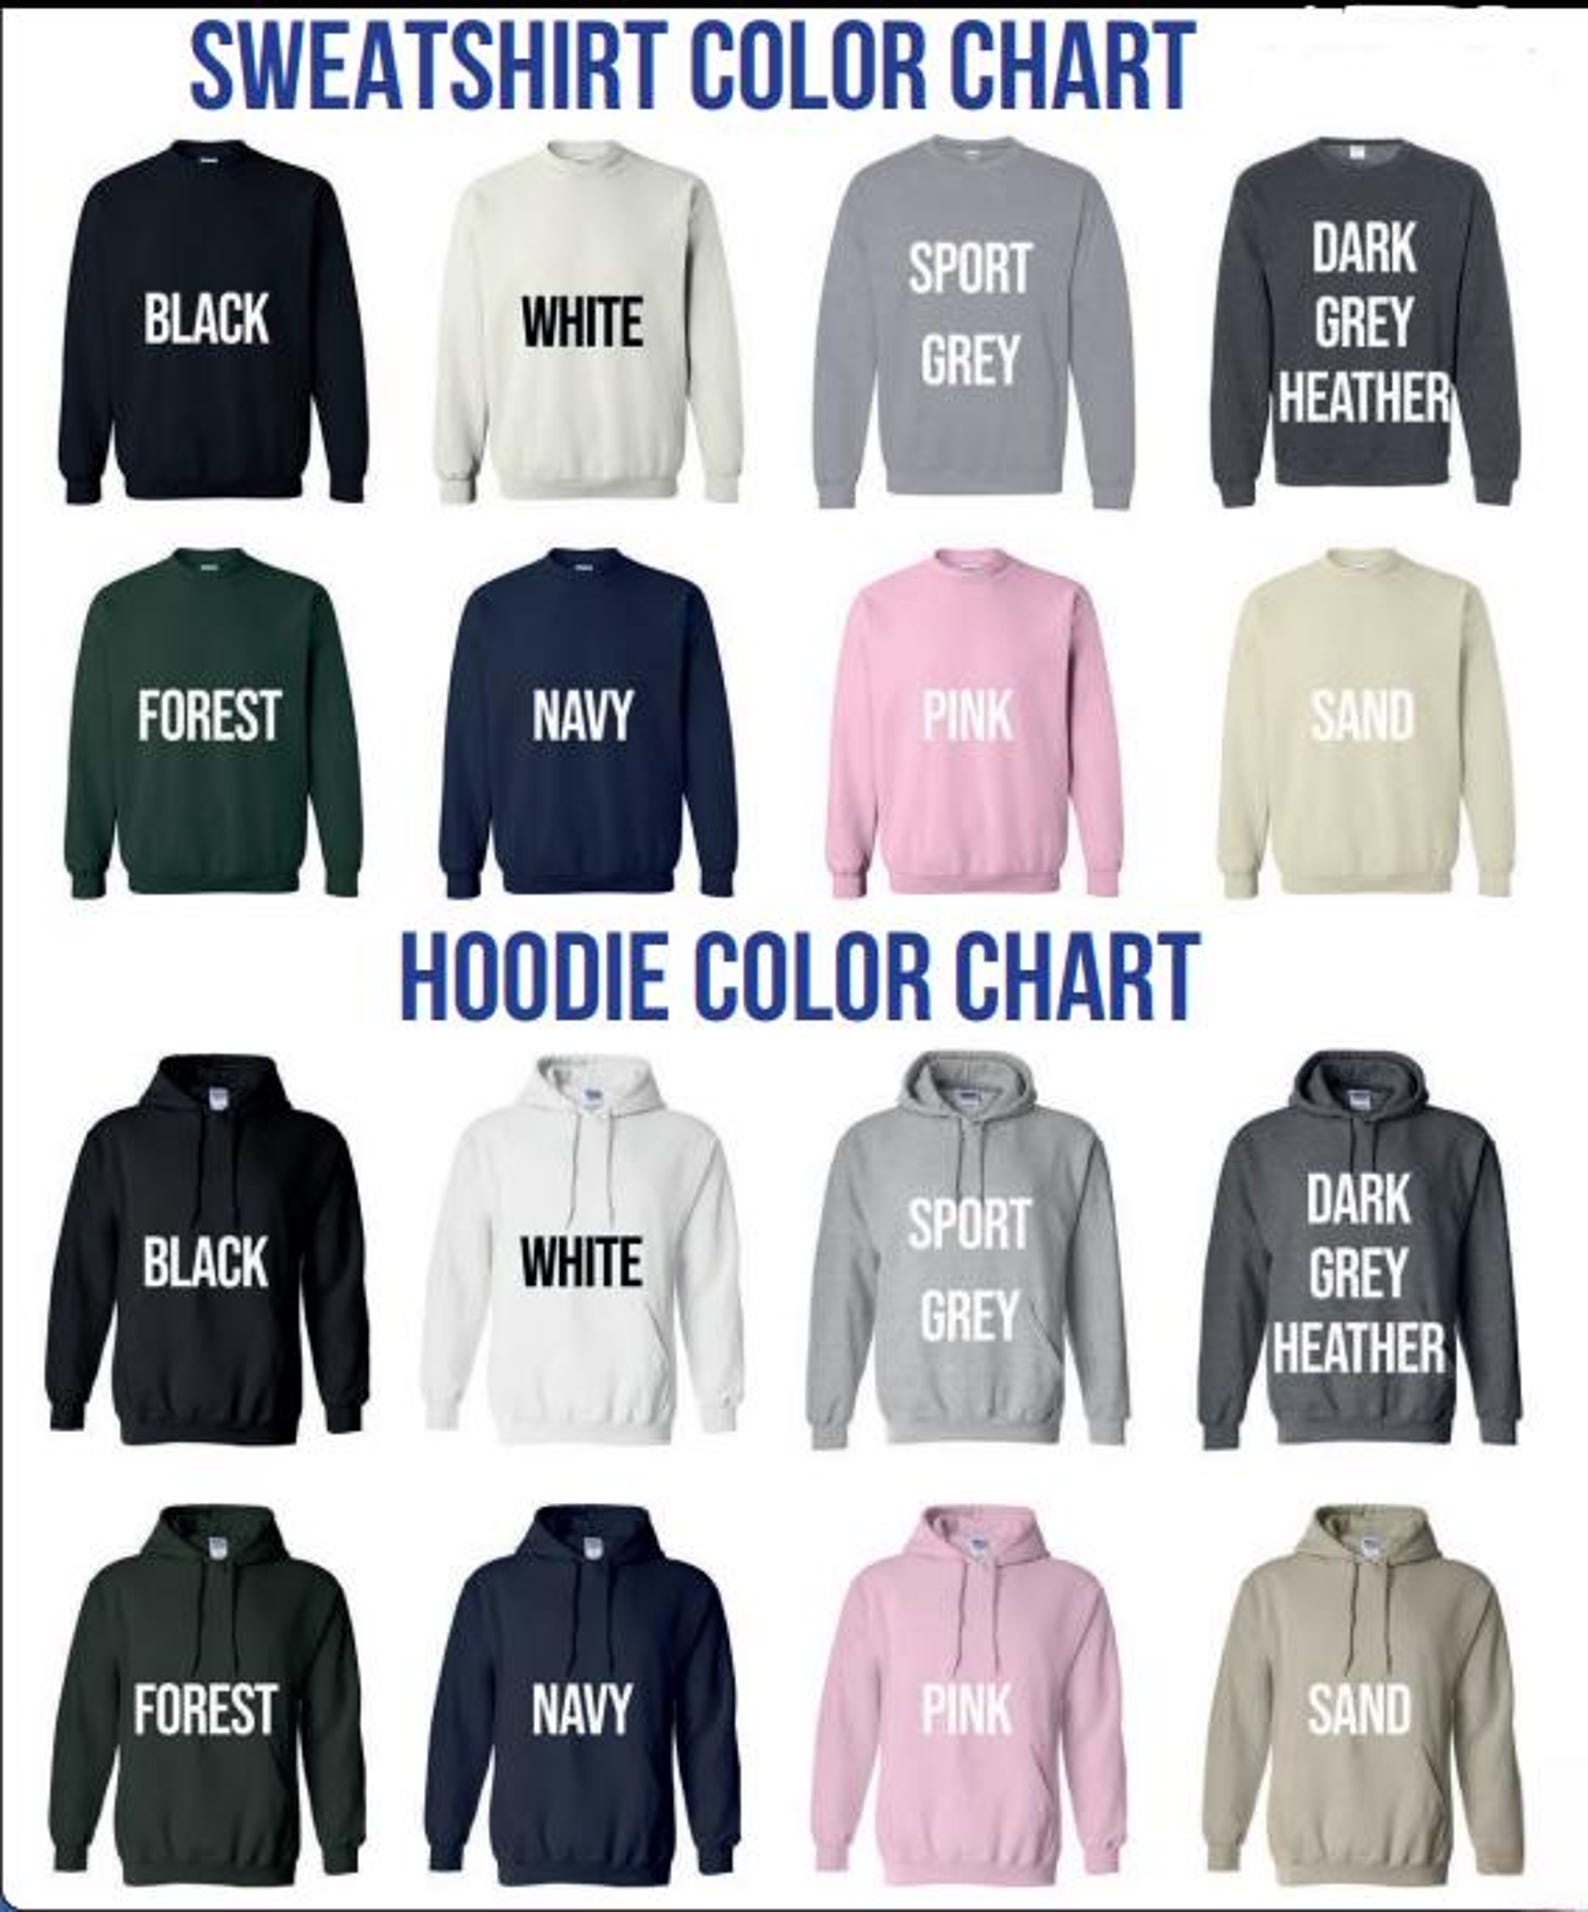 SWEATSHIRT COLOR CHART
BLACK
WHITE
SPORT
GREY
DARK
GREY
HEATHER
FOREST
NAVY
PINK
SAND
HOODIE COLOR CHART
BLACK
WHITE
SPORT
GREY
DARK
GREY
HEATHER
FOREST
NAVY
PINK
SAND